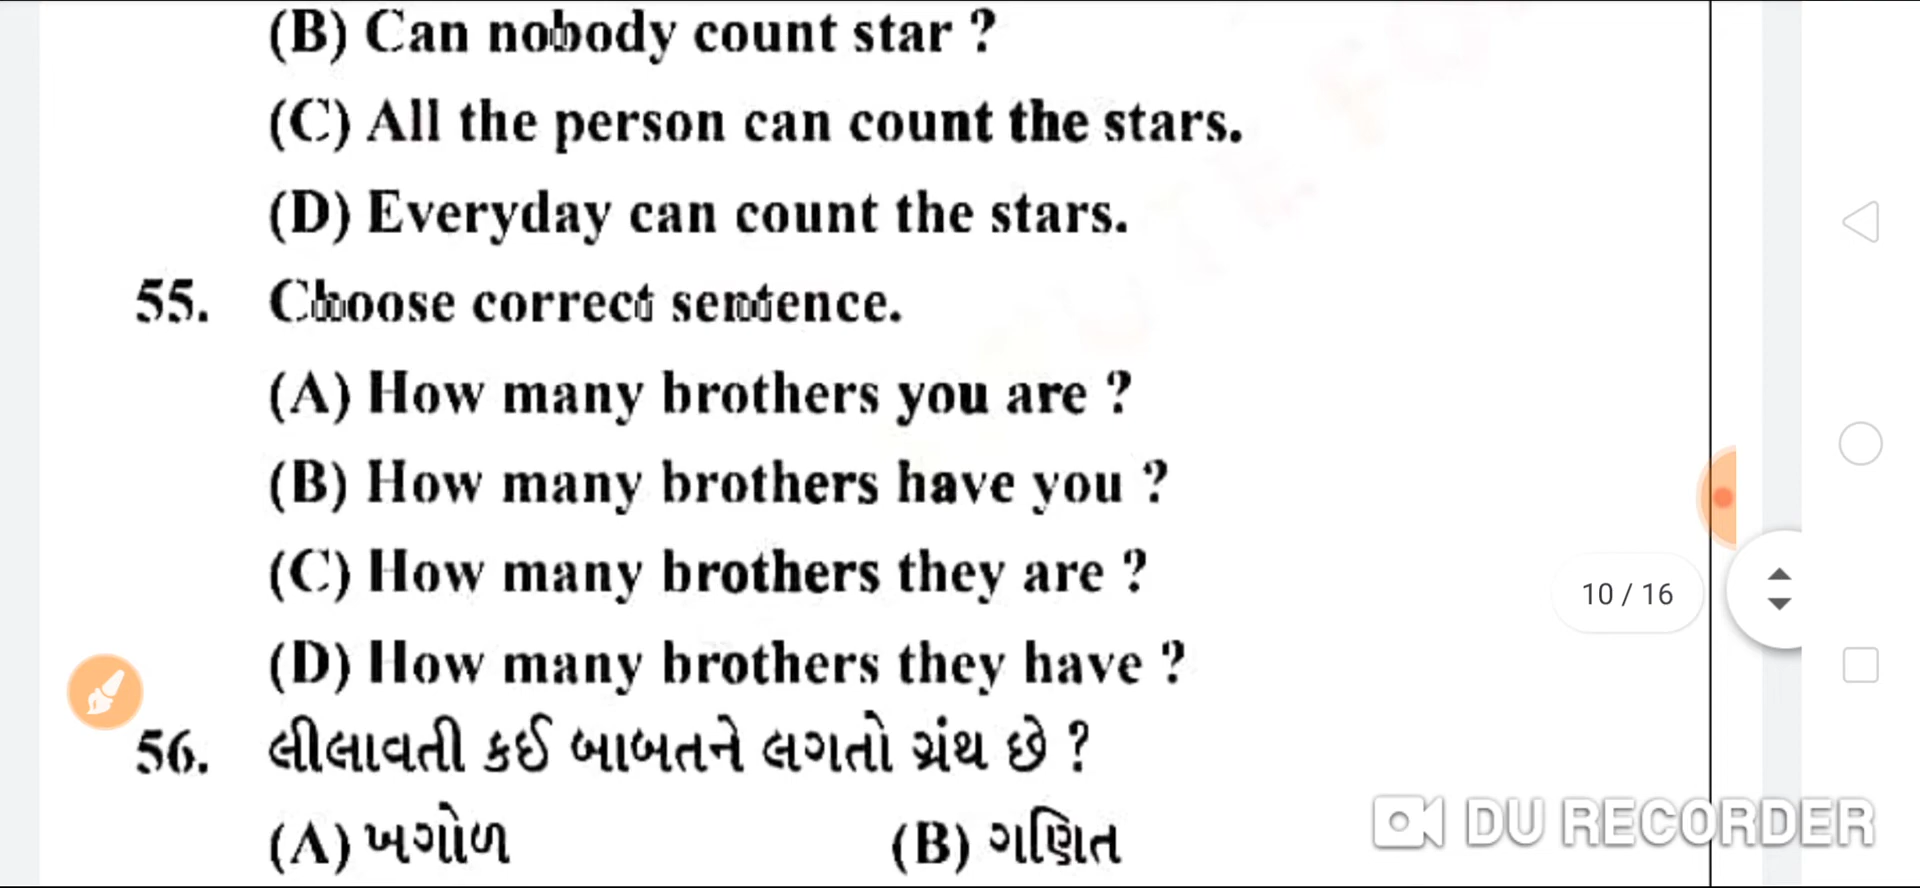 (B) Can nobody count star ?
(C) All the person can count the stars.
(D) Everyday can count the stars.
55. Choose correct sentence.
(A) How many brothers you are ?
(B) How many brothers have you ?
(C) How many brothers they are ?
(D) How many brothers they have ?
10 / 16
56. લીલાવતી કઈ બાબતને લગતો ગ્રંથ છે ?
(A) ખગોળ (B) ગણિત
DU RECORDER